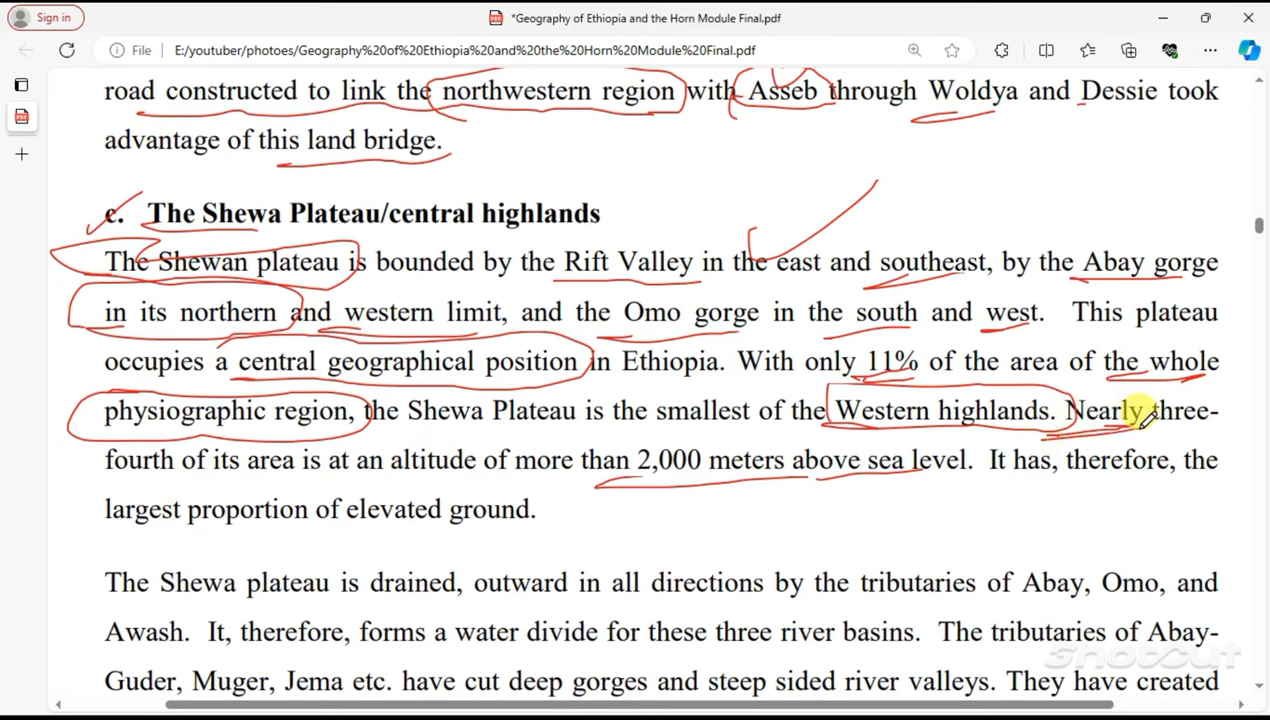 Sign in
*Geography of Ethiopia and the Horn Module Final.pdf
File
E:/youtuber/photoes/Geography%20of%20Ethiopia%20and%20the%20Horn%20Module%20Final.pdf
road constructed to link the northwestern region with Asseb through Woldya and Dessie took
advantage of this land bridge.
c. The Shewa Plateau/central highlands
The Shewan plateau is bounded by the Rift Valley in the east and southeast, by the Abay gorge
in its northern and western limit, and the Omo gorge in the south and west. This plateau
occupies a central geographical position in Ethiopia. With only 11% of the area of the whole
physiographic region, the Shewa Plateau is the smallest of the Western highlands. Nearly three-
fourth of its area is at an altitude of more than 2,000 meters above sea level. It has, therefore, the
largest proportion of elevated ground.
The Shewa plateau is drained, outward in all directions by the tributaries of Abay, Omo, and
Awash. It, therefore, forms a water divide for these three river basins. The tributaries of Abay-
Guder, Muger, Jema etc. have cut deep gorges and steep sided river valleys. They have created
shotcut